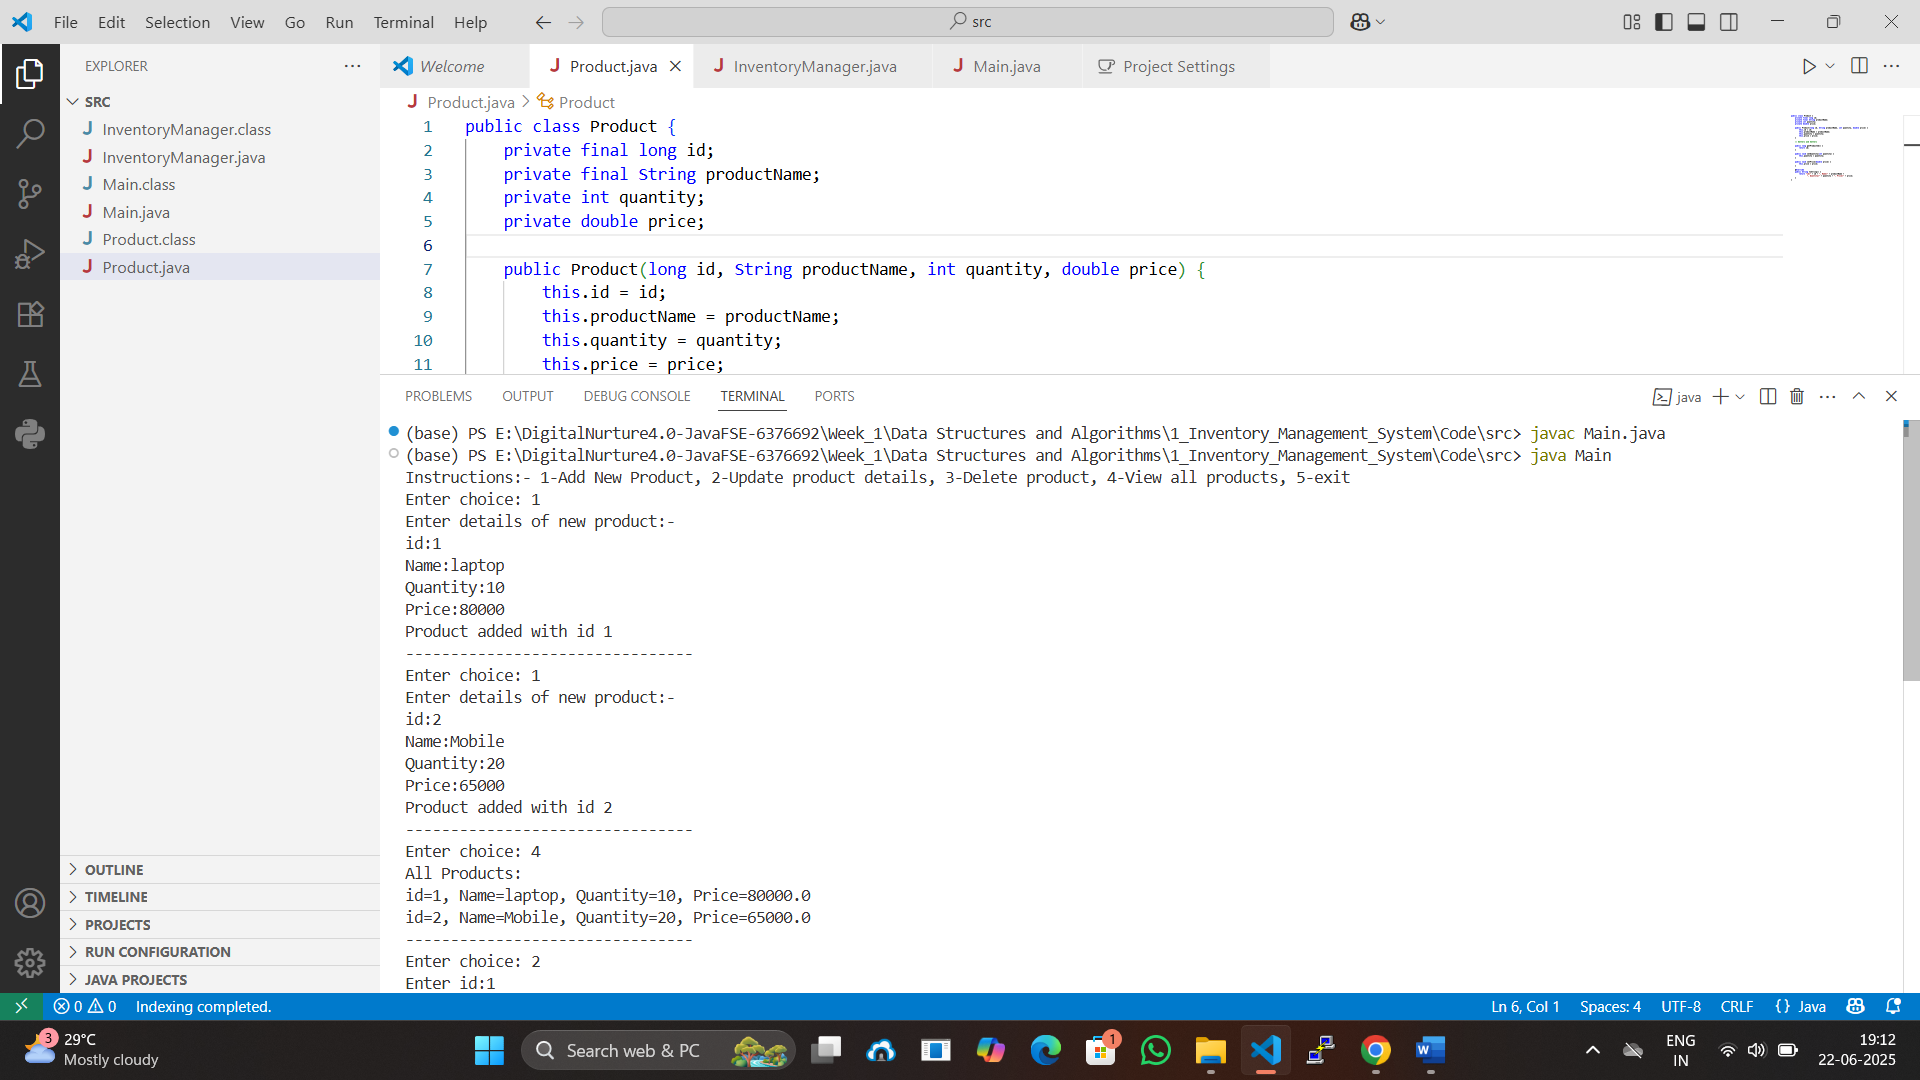 File Edit Selection View Go Run Terminal Help
src
EXPLORER
SRC
InventoryManager.class
InventoryManager.java
Main.class
Main.java
Product.class
Product.java
OUTLINE
TIMELINE
PROJECTS
RUN CONFIGURATION
JAVA PROJECTS
Welcome Product.java InventoryManager.java Main.java Project Settings
Product.java > Product
1 public class Product {
2 private final long id;
3 private final String productName;
4 private int quantity;
5 private double price;
6
7 public Product(long id, String productName, int quantity, double price) {
8 this.id = id;
9 this.productName = productName;
10 this.quantity = quantity;
11 this.price = price;
PROBLEMS OUTPUT DEBUG CONSOLE TERMINAL PORTS
java
(base) PS E:\DigitalNurture4.0-JavaFSE-6376692\Week_1\Data Structures and Algorithms\1_Inventory_Management_System\Code\src> javac Main.java
(base) PS E:\DigitalNurture4.0-JavaFSE-6376692\Week_1\Data Structures and Algorithms\1_Inventory_Management_System\Code\src> java Main
Instructions:- 1-Add New Product, 2-Update product details, 3-Delete product, 4-View all products, 5-exit
Enter choice: 1
Enter details of new product:-
id:1
Name:laptop
Quantity:10
Price:80000
Product added with id 1
--------------------------------
Enter choice: 1
Enter details of new product:-
id:2
Name:Mobile
Quantity:20
Price:65000
Product added with id 2
--------------------------------
Enter choice: 4
All Products:
id=1, Name=laptop, Quantity=10, Price=80000.0
id=2, Name=Mobile, Quantity=20, Price=65000.0
--------------------------------
Enter choice: 2
Enter id:1
0 0 Indexing completed.
Ln 6, Col 1 Spaces: 4 UTF-8 CRLF {} Java
3
29°C
Mostly cloudy
Search web & PC
1
ENG
IN
19:12
22-06-2025